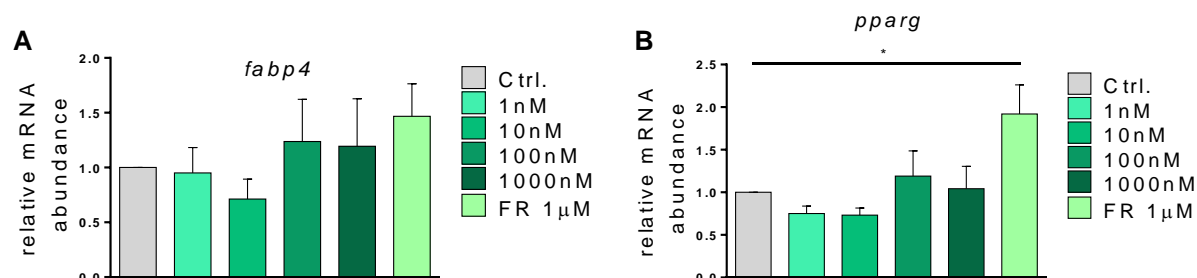 A
fabp4
relative mRNA
abundance
2.0
1.5
1.0
0.5
0.0
Ctrl.
1nM
10nM
100nM
1000nM
FR 1µM
B
pparg
*
relative mRNA
abundance
2.5
2.0
1.5
1.0
0.5
0.0
Ctrl.
1nM
10nM
100nM
1000nM
FR 1µM